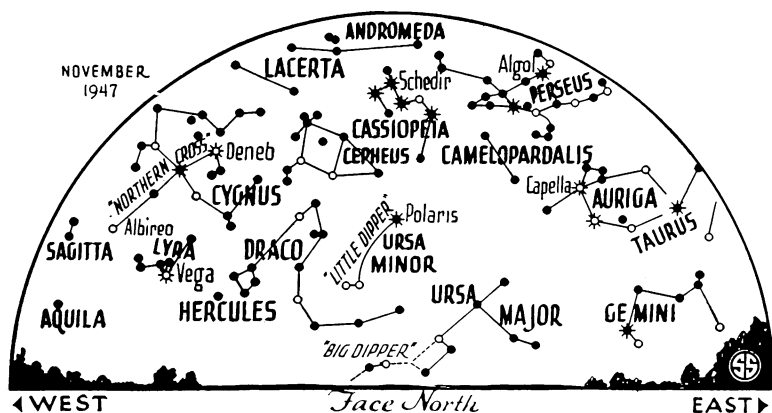 ANDROMEDA
NOVEMBER
1947
LACERTA
Schedir
Algol
PERSEUS
CASSIOPEIA
"NORTHERN CROSS"
Deneb
CEPHEUS
CAMELOPARDALIS
CYGNUS
Capella
AURIGA
Albireo
"LITTLE DIPPER"
Polaris
TAURUS
SAGITTA
LYRA
DRACO
URSA
MINOR
Vega
AQUILA
HERCULES
URSA
MAJOR
GEMINI
"BIG DIPPER"
SS
WEST
Face North
EAST